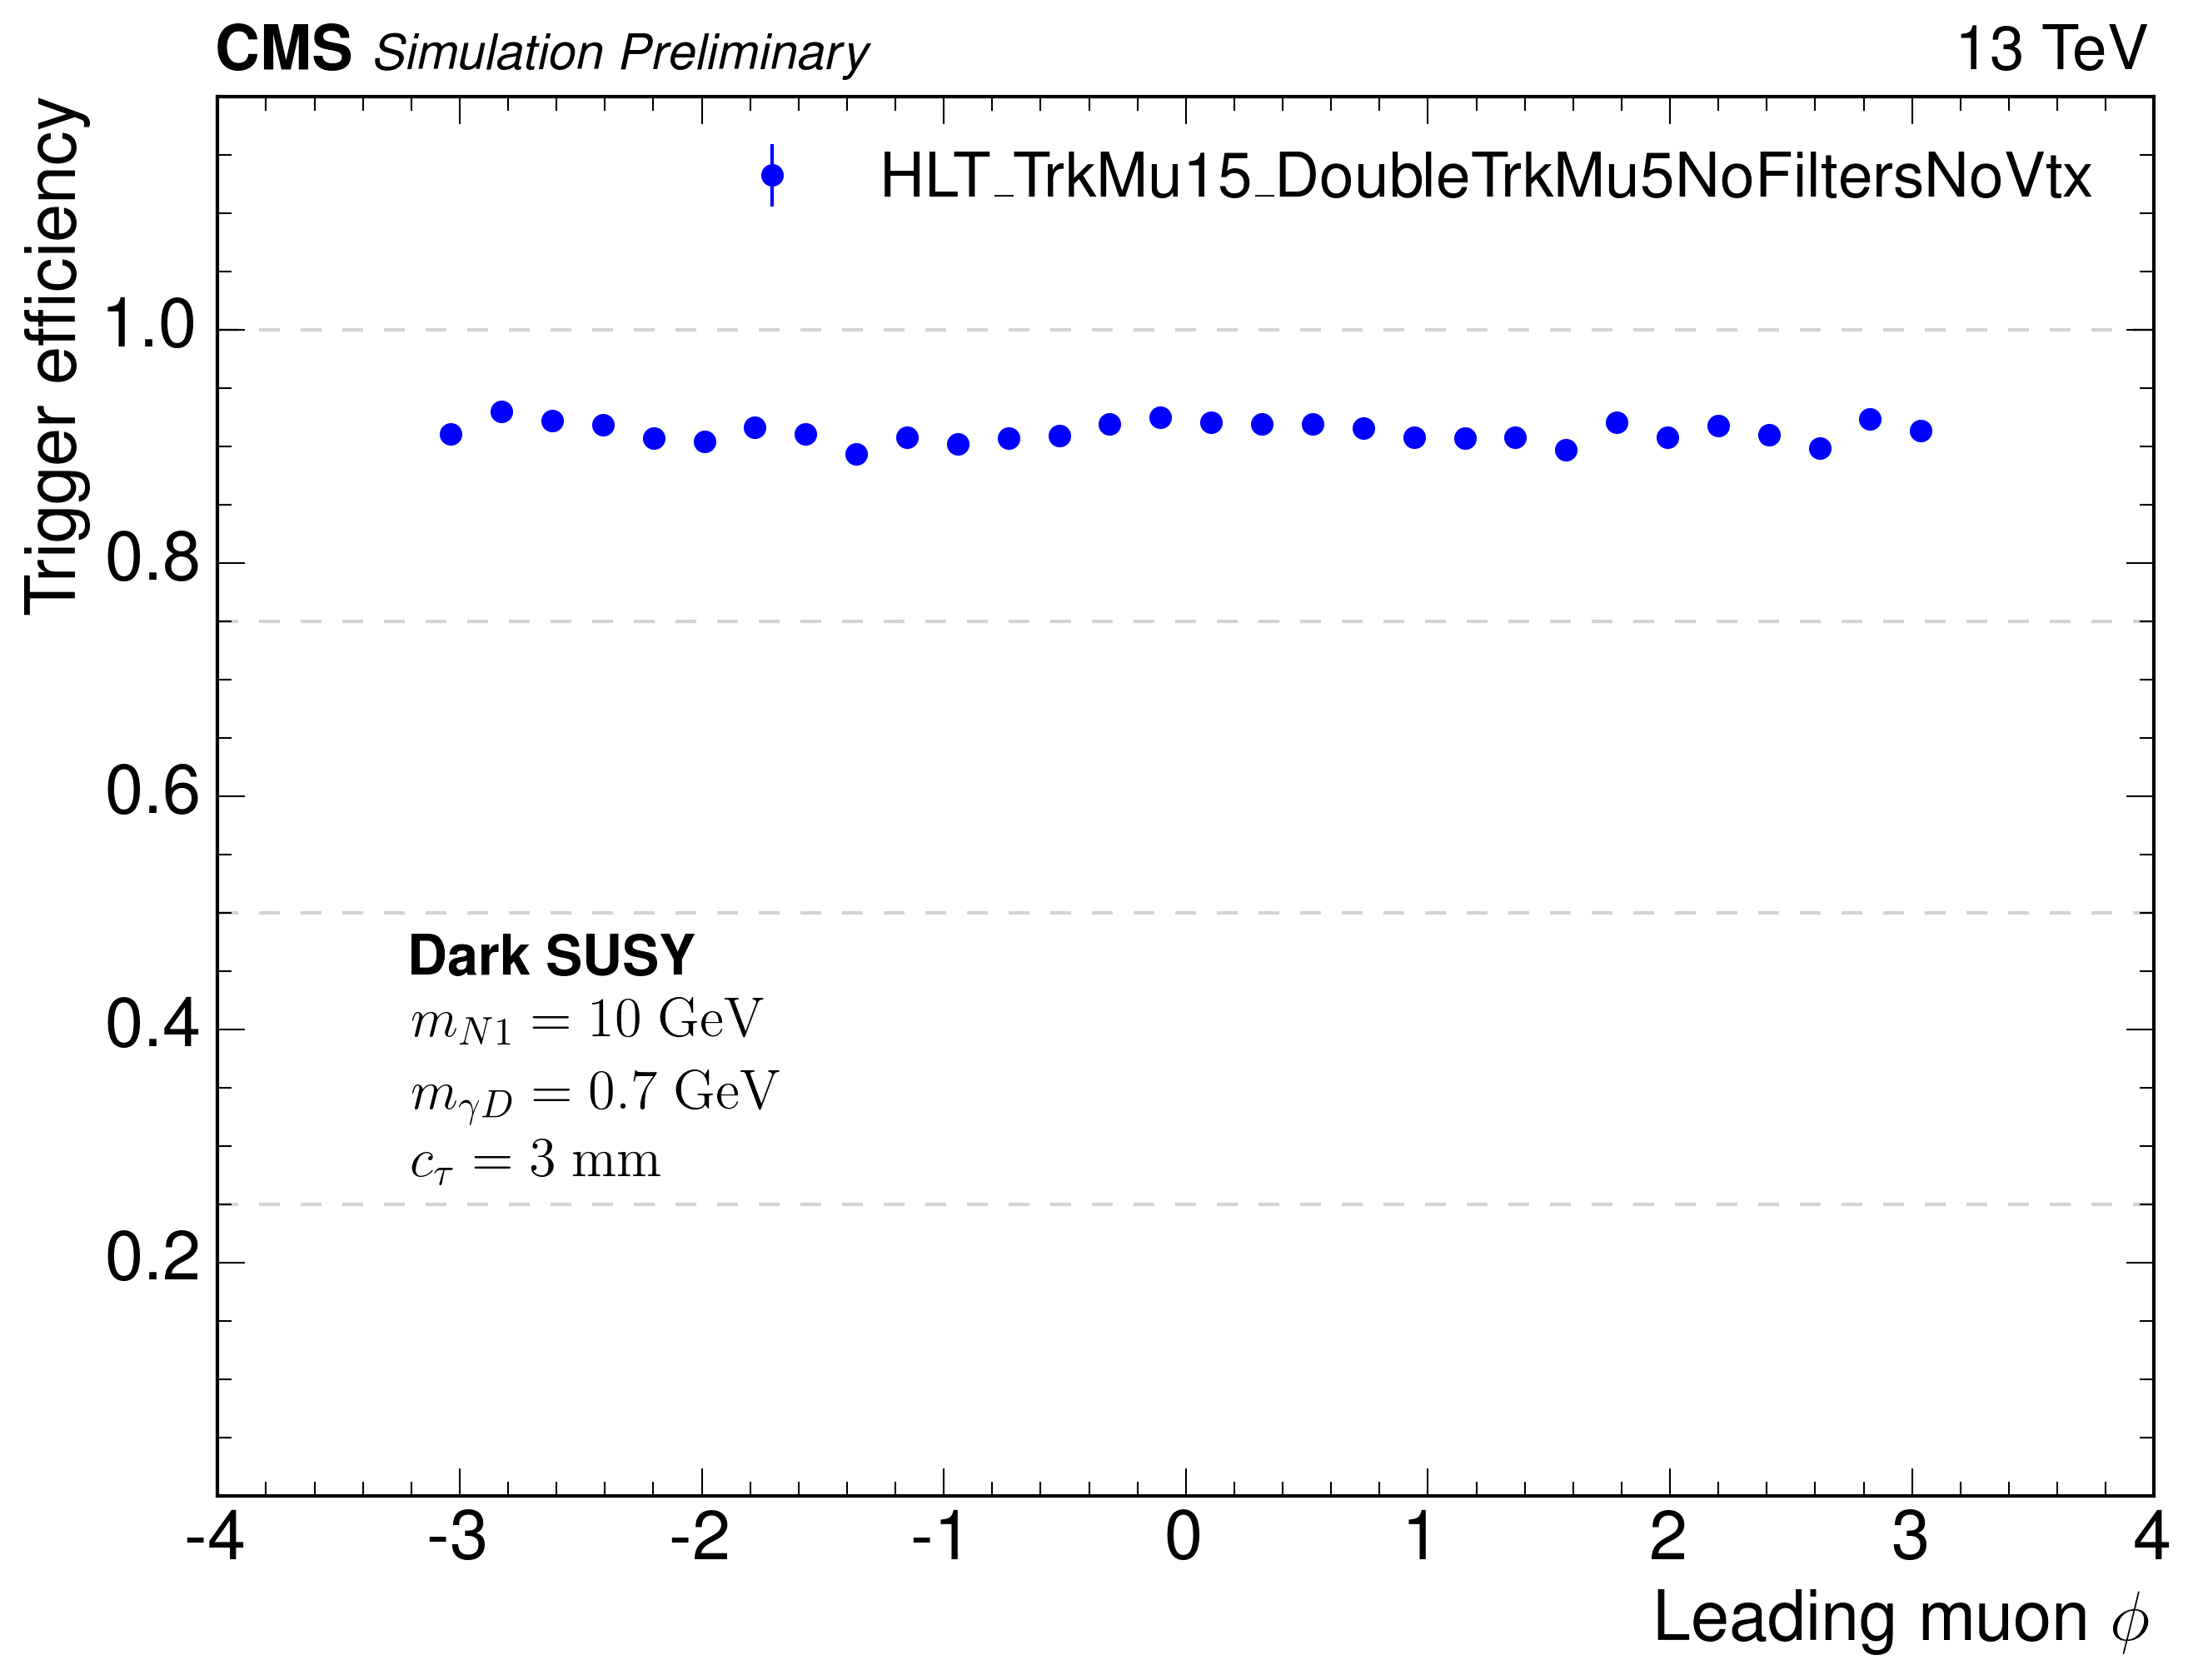 CMS Simulation Preliminary 13 TeV
Trigger efficiency
HLT_TrkMu15_DoubleTrkMu5NoFiltersNoVtx
1.0
0.8
0.6
0.4
0.2
Dark SUSY
m_{N1} = 10 GeV
m_{γD} = 0.7 GeV
c_τ = 3 mm
-4 -3 -2 -1 0 1 2 3 4
Leading muon ϕ